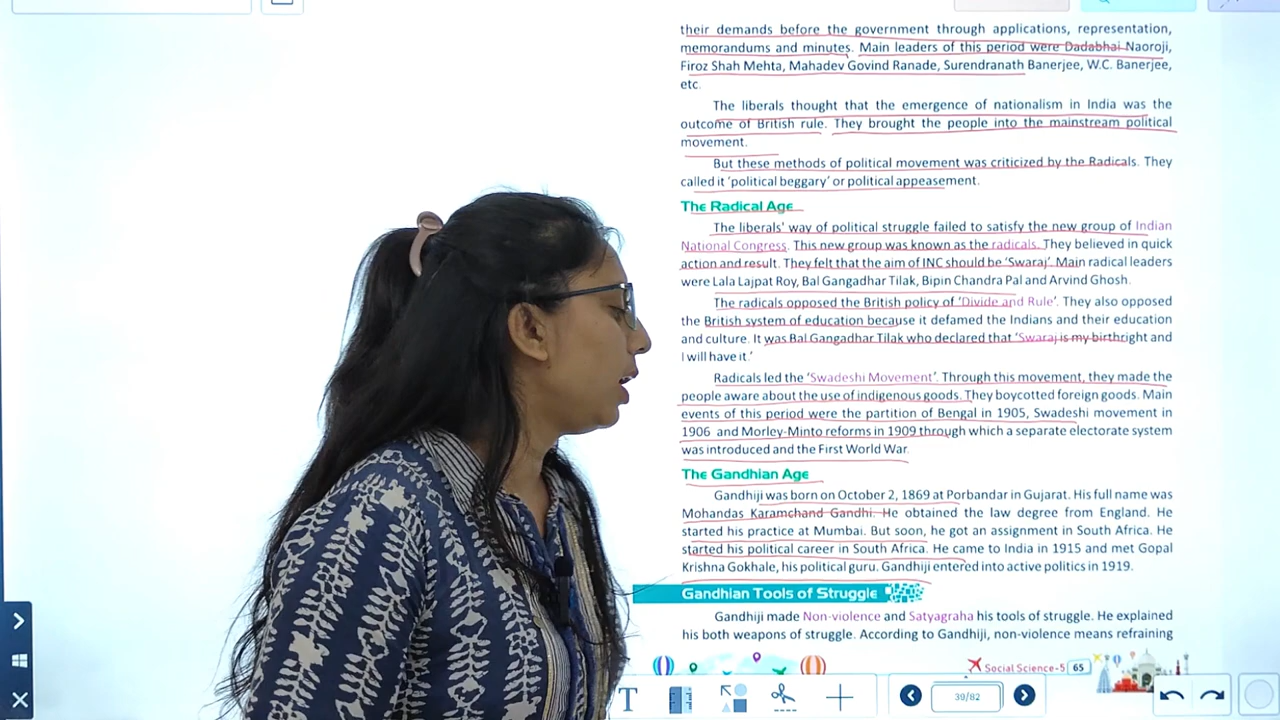 their demands before the government through applications, representation,
memorandums and minutes. Main leaders of this period were Dadabhai Naoroji,
Firoz Shah Mehta, Mahadev Govind Ranade, Surendranath Banerjee, W.C. Banerjee,
etc.
The liberals thought that the emergence of nationalism in India was the
outcome of British rule. They brought the people into the mainstream political
movement.
But these methods of political movement was criticized by the Radicals. They
called it 'political beggary' or political appeasement.
The Radical Age
The liberals' way of political struggle failed to satisfy the new group of Indian
National Congress. This new group was known as the radicals. They believed in quick
action and result. They felt that the aim of INC should be 'Swaraj'. Main radical leaders
were Lala Lajpat Roy, Bal Gangadhar Tilak, Bipin Chandra Pal and Arvind Ghosh.
The radicals opposed the British policy of 'Divide and Rule'. They also opposed
the British system of education because it defamed the Indians and their education
and culture. It was Bal Gangadhar Tilak who declared that 'Swaraj is my birthright and
I will have it.'
Radicals led the 'Swadeshi Movement'. Through this movement, they made the
people aware about the use of indigenous goods. They boycotted foreign goods. Main
events of this period were the partition of Bengal in 1905, Swadeshi movement in
1906 and Morley-Minto reforms in 1909 through which a separate electorate system
was introduced and the First World War.
The Gandhian Age
Gandhiji was born on October 2, 1869 at Porbandar in Gujarat. His full name was
Mohandas Karamchand Gandhi. He obtained the law degree from England. He
started his practice at Mumbai. But soon, he got an assignment in South Africa. He
started his political career in South Africa. He came to India in 1915 and met Gopal
Krishna Gokhale, his political guru. Gandhiji entered into active politics in 1919.
Gandhian Tools of Struggle
Gandhiji made Non-violence and Satyagraha his tools of struggle. He explained
his both weapons of struggle. According to Gandhiji, non-violence means refraining
Social Science-5 65
T
39/82